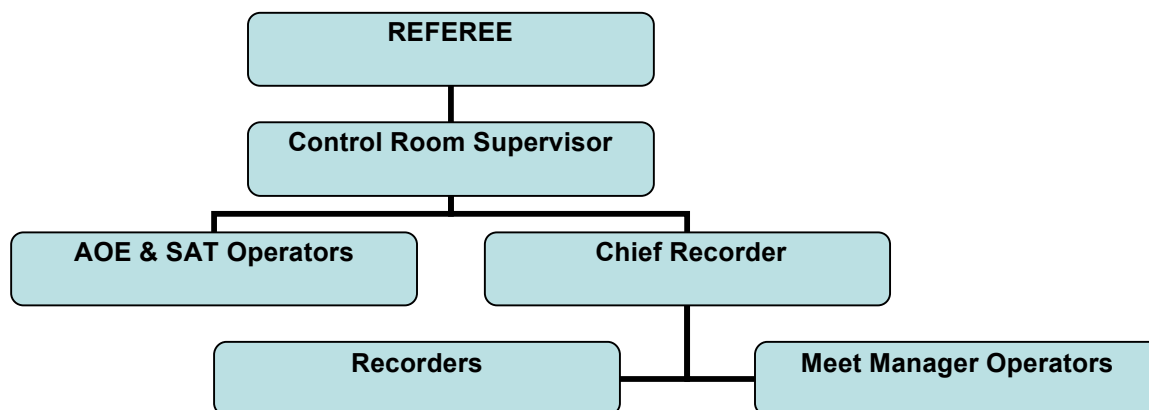 REFEREE
Control Room Supervisor
AOE & SAT Operators
Chief Recorder
Recorders
Meet Manager Operators